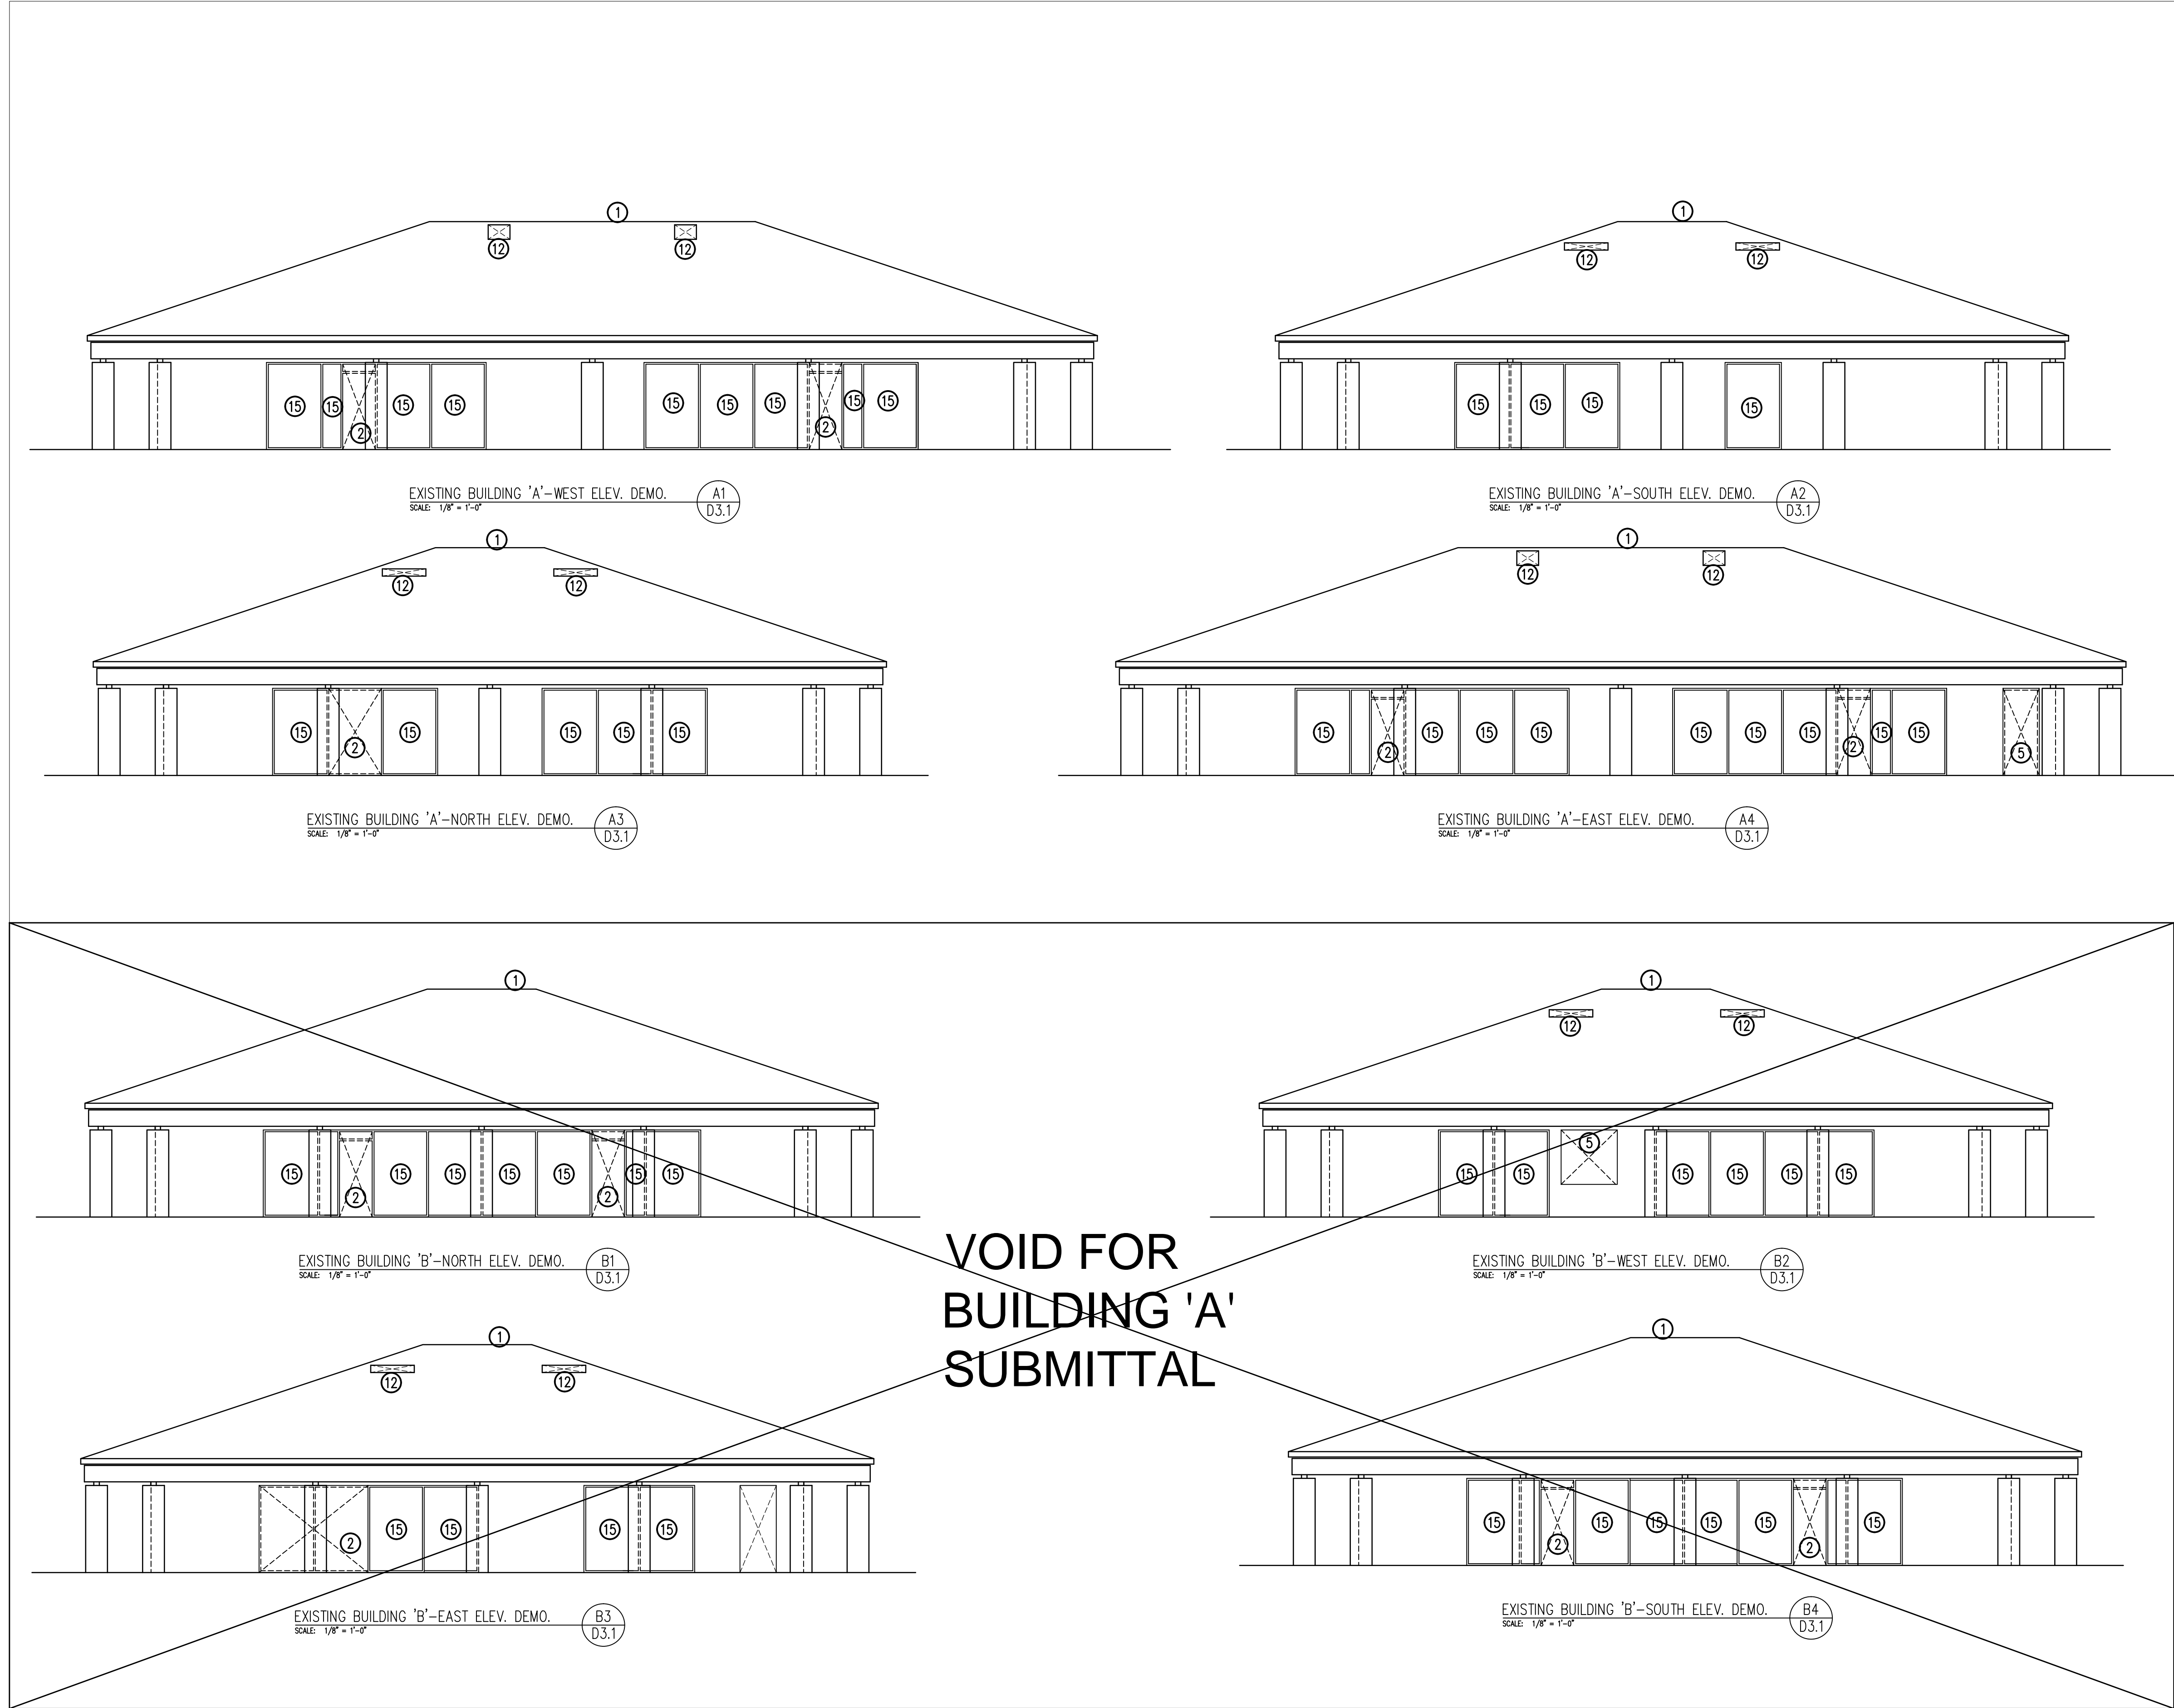 1
12 12
15 15 2 15 15 15 15 15 2 15 15
EXISTING BUILDING 'A'-WEST ELEV. DEMO. A1
SCALE: 1/8" = 1'-0" D3.1
1
12 12
15 15 15 15
EXISTING BUILDING 'A'-SOUTH ELEV. DEMO. A2
SCALE: 1/8" = 1'-0" D3.1
1
12 12
15 2 15 15 15 15
EXISTING BUILDING 'A'-NORTH ELEV. DEMO. A3
SCALE: 1/8" = 1'-0" D3.1
1
12 12
15 2 15 15 15 15 15 15 2 15 15 5
EXISTING BUILDING 'A'-EAST ELEV. DEMO. A4
SCALE: 1/8" = 1'-0" D3.1
1
15 2 15 15 15 15 2 15 15
EXISTING BUILDING 'B'-NORTH ELEV. DEMO. B1
SCALE: 1/8" = 1'-0" D3.1
1
12 12
15 15 5 15 15 15 15
EXISTING BUILDING 'B'-WEST ELEV. DEMO. B2
SCALE: 1/8" = 1'-0" D3.1
VOID FOR
BUILDING 'A'
SUBMITTAL
1
12 12
2 15 15 15 15
EXISTING BUILDING 'B'-EAST ELEV. DEMO. B3
SCALE: 1/8" = 1'-0" D3.1
1
15 2 15 15 15 15 2 15
EXISTING BUILDING 'B'-SOUTH ELEV. DEMO. B4
SCALE: 1/8" = 1'-0" D3.1